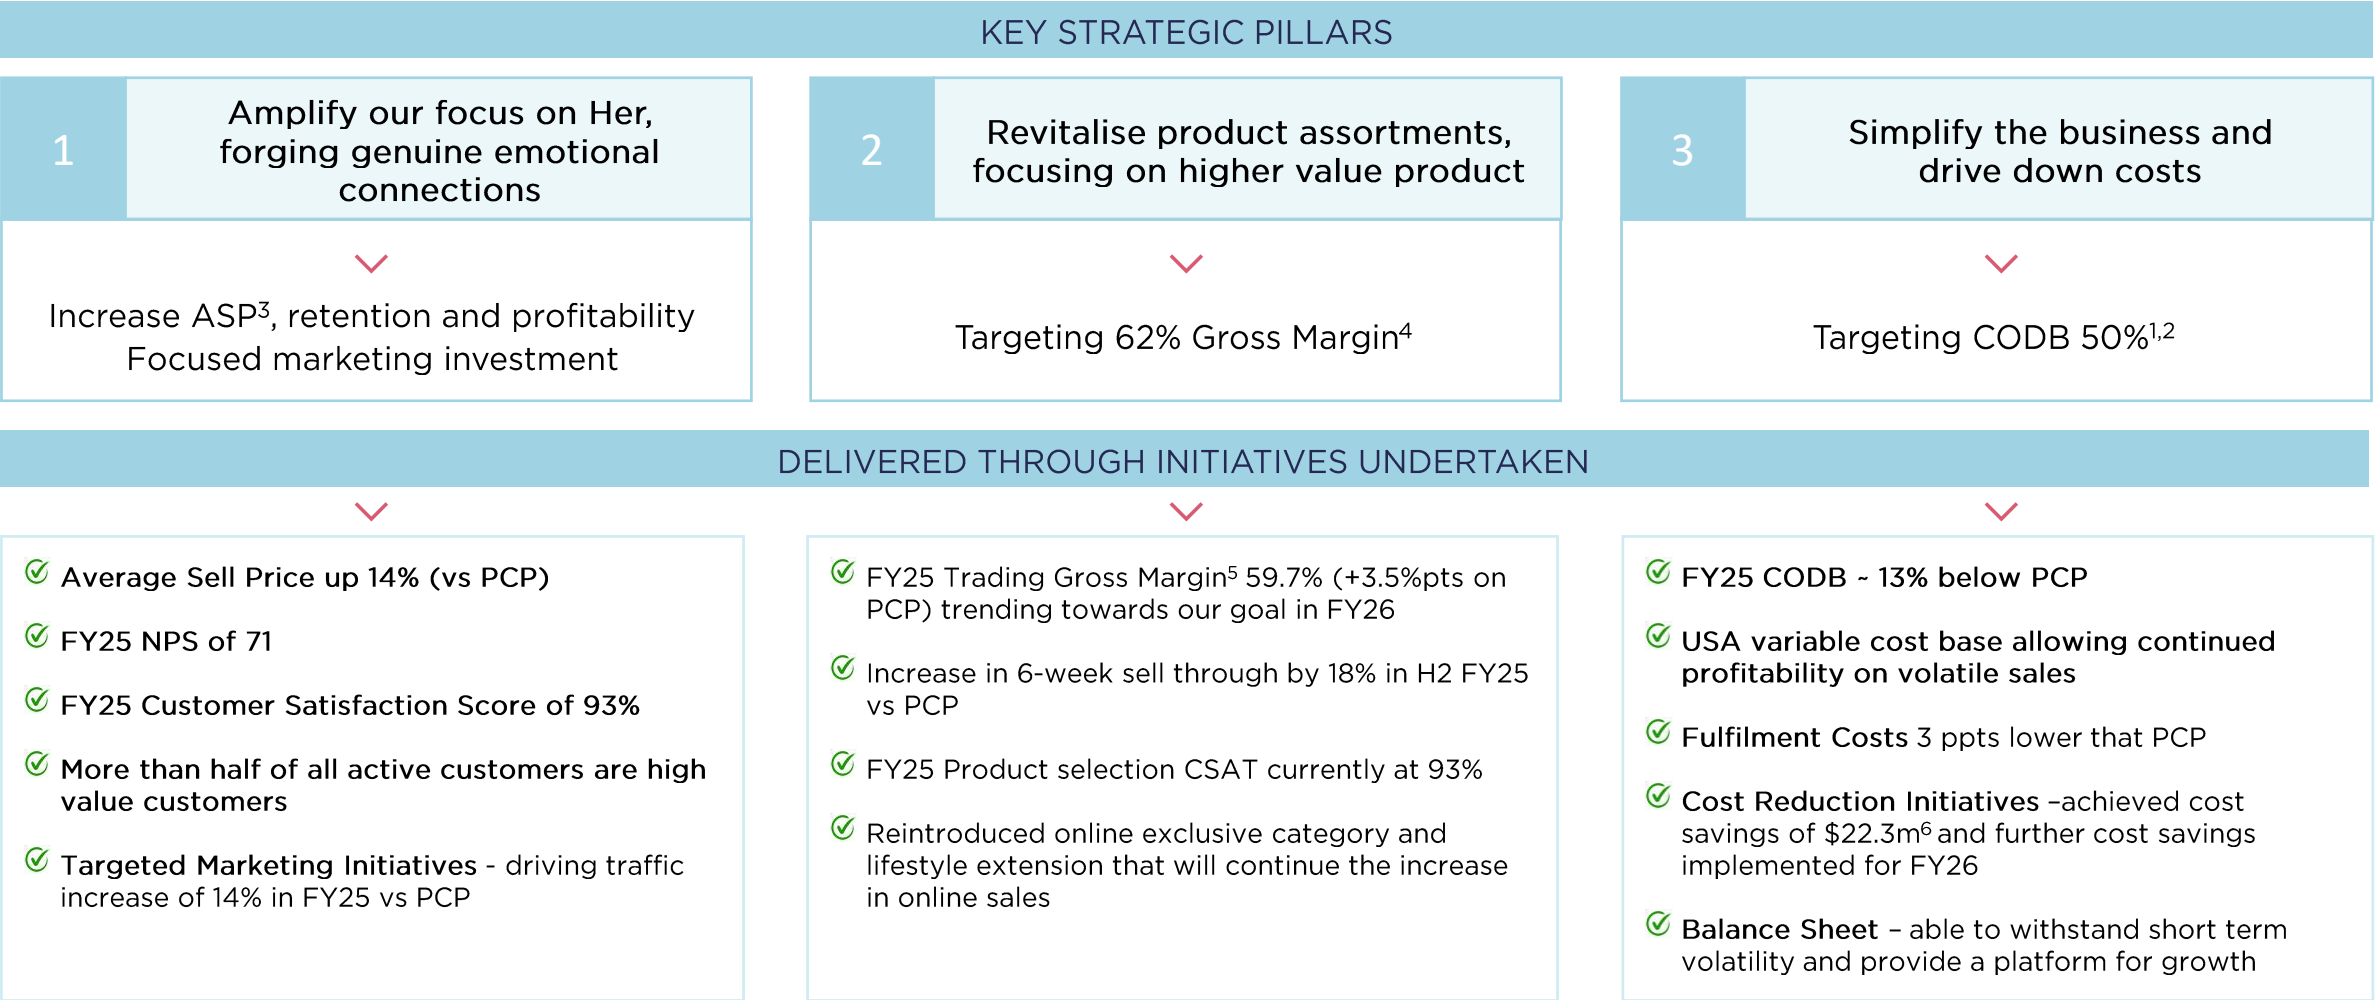 KEY STRATEGIC PILLARS
1
Amplify our focus on Her,
forging genuine emotional
connections
Increase ASP³, retention and profitability
Focused marketing investment
2
Revitalise product assortments,
focusing on higher value product
Targeting 62% Gross Margin⁴
3
Simplify the business and
drive down costs
Targeting CODB 50%¹,²
DELIVERED THROUGH INITIATIVES UNDERTAKEN
Average Sell Price up 14% (vs PCP)
FY25 NPS of 71
FY25 Customer Satisfaction Score of 93%
More than half of all active customers are high
value customers
Targeted Marketing Initiatives - driving traffic
increase of 14% in FY25 vs PCP
FY25 Trading Gross Margin⁵ 59.7% (+3.5%pts on
PCP) trending towards our goal in FY26
Increase in 6-week sell through by 18% in H2 FY25
vs PCP
FY25 Product selection CSAT currently at 93%
Reintroduced online exclusive category and
lifestyle extension that will continue the increase
in online sales
FY25 CODB ~ 13% below PCP
USA variable cost base allowing continued
profitability on volatile sales
Fulfilment Costs 3 ppts lower that PCP
Cost Reduction Initiatives –achieved cost
savings of $22.3m⁶ and further cost savings
implemented for FY26
Balance Sheet – able to withstand short term
volatility and provide a platform for growth